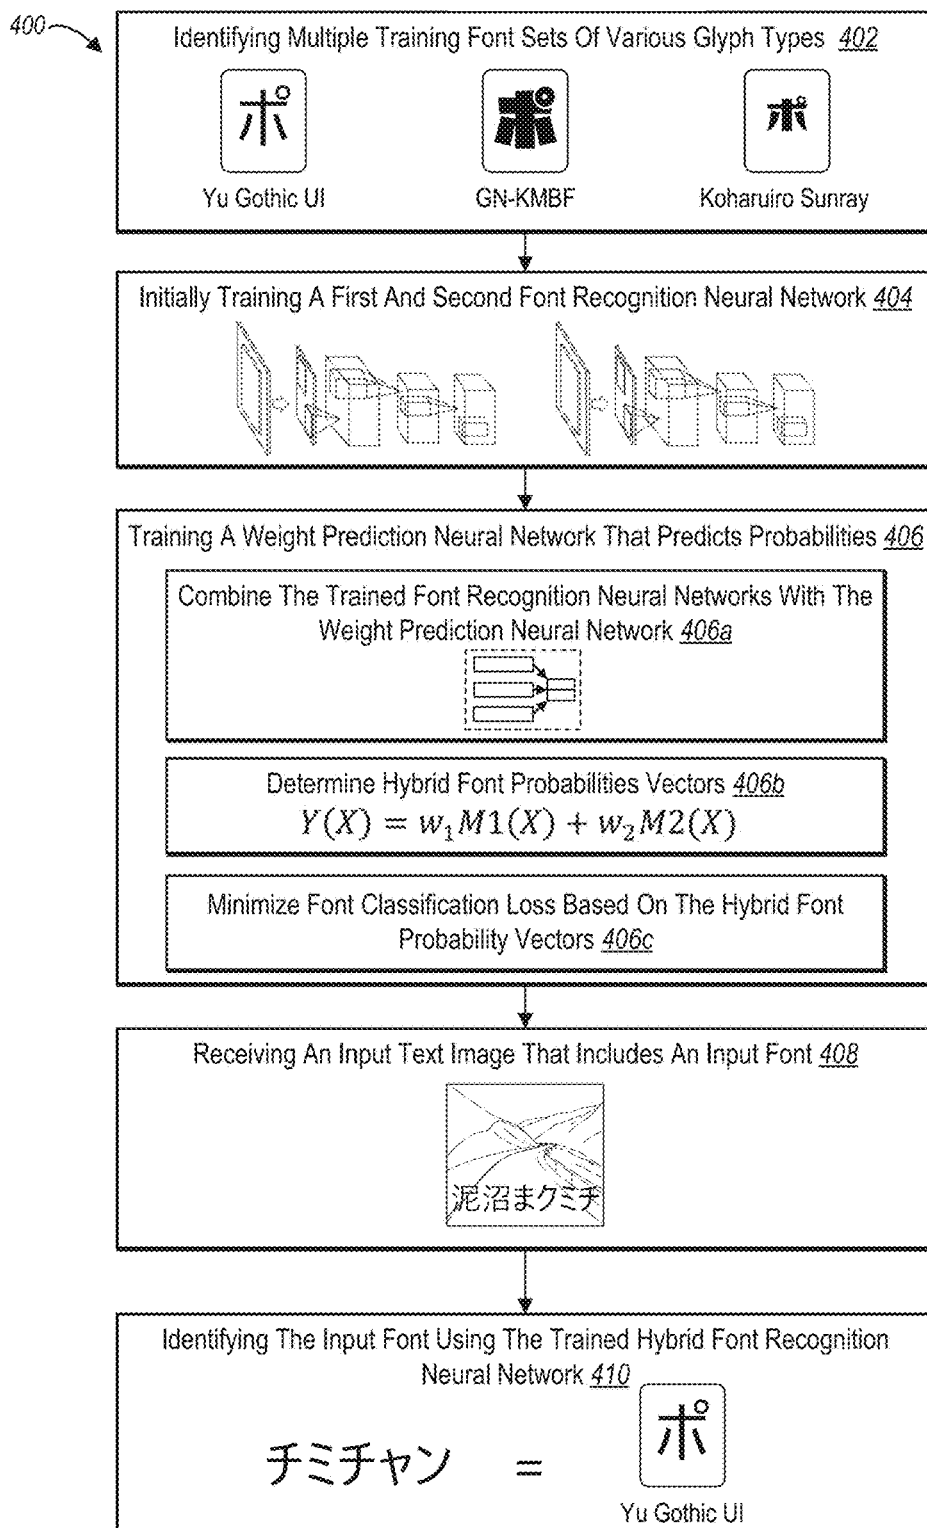 400
Identifying Multiple Training Font Sets Of Various Glyph Types 402
ポ ポ ポ
Yu Gothic UI GN-KMBF Koharuiro Sunray
Initially Training A First And Second Font Recognition Neural Network 404
Training A Weight Prediction Neural Network That Predicts Probabilities 406
Combine The Trained Font Recognition Neural Networks With The
Weight Prediction Neural Network 406a
Determine Hybrid Font Probabilities Vectors 406b
Y(X) = w₁M1(X) + w₂M2(X)
Minimize Font Classification Loss Based On The Hybrid Font
Probability Vectors 406c
Receiving An Input Text Image That Includes An Input Font 408
泥沼まクミチ
Identifying The Input Font Using The Trained Hybrid Font Recognition
Neural Network 410
チミチャン = ポ
Yu Gothic UI